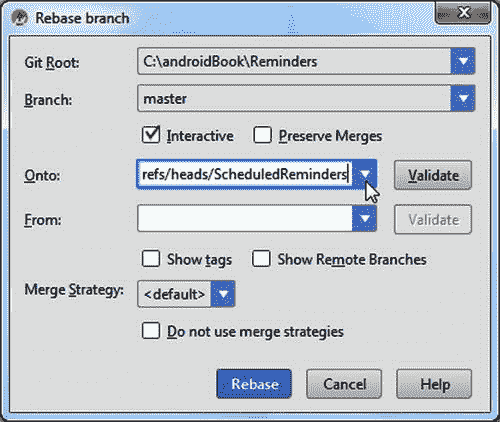 Rebase branch
Git Root: C:\androidBook\Reminders
Branch: master
Interactive Preserve Merges
Onto: refs/heads/ScheduledReminders Validate
From: Validate
Show tags Show Remote Branches
Merge Strategy: <default>
Do not use merge strategies
Rebase Cancel Help